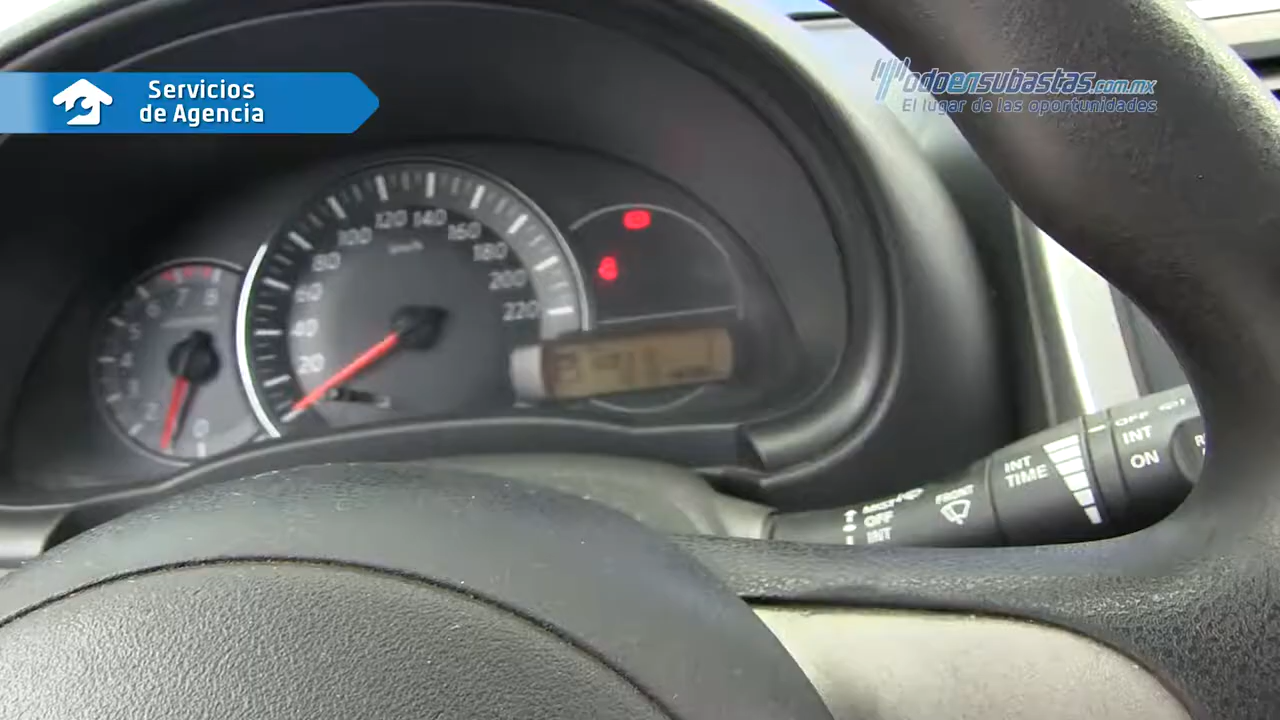 Servicios
de Agencia
odoensubastas.com.mx
El lugar de las oportunidades
120 140
100 160
km/h
80 180
60 200
40 220
20
7 8
6
5
4
3
2
0
OFF
INT
INT ON
TIME
FRONT
MIST
OFF
INT